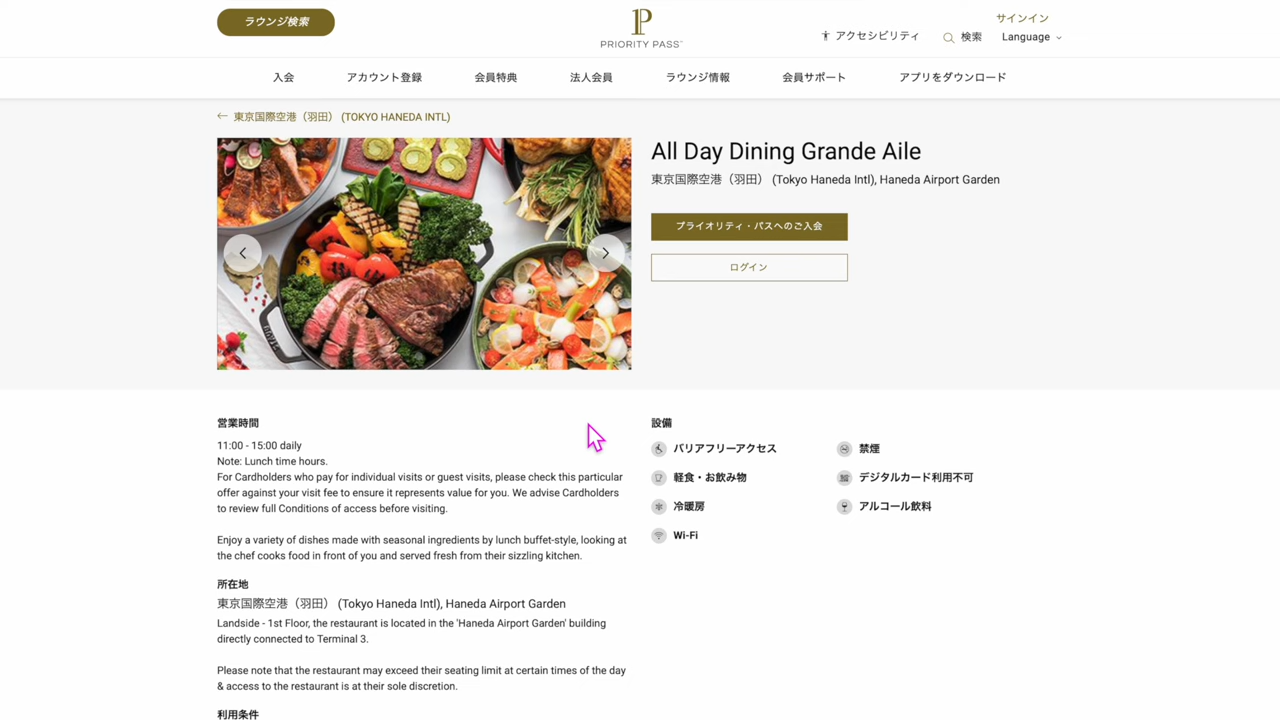 ラウンジ検索
PRIORITY PASS™
サインイン
アクセシビリティ
検索
Language
入会
アカウント登録
会員特典
法人会員
ラウンジ情報
会員サポート
アプリをダウンロード
← 東京国際空港（羽田） (TOKYO HANEDA INTL)
All Day Dining Grande Aile
東京国際空港（羽田） (Tokyo Haneda Intl), Haneda Airport Garden
プライオリティ・パスへのご入会
ログイン
営業時間
11:00 - 15:00 daily
Note: Lunch time hours.
For Cardholders who pay for individual visits or guest visits, please check this particular
offer against your visit fee to ensure it represents value for you. We advise Cardholders
to review full Conditions of access before visiting.
Enjoy a variety of dishes made with seasonal ingredients by lunch buffet-style, looking at
the chef cooks food in front of you and served fresh from their sizzling kitchen.
所在地
東京国際空港（羽田） (Tokyo Haneda Intl), Haneda Airport Garden
Landside - 1st Floor, the restaurant is located in the 'Haneda Airport Garden' building
directly connected to Terminal 3.
Please note that the restaurant may exceed their seating limit at certain times of the day
& access to the restaurant is at their sole discretion.
利用条件
設備
バリアフリーアクセス
禁煙
軽食・お飲み物
デジタルカード利用不可
冷暖房
アルコール飲料
Wi-Fi